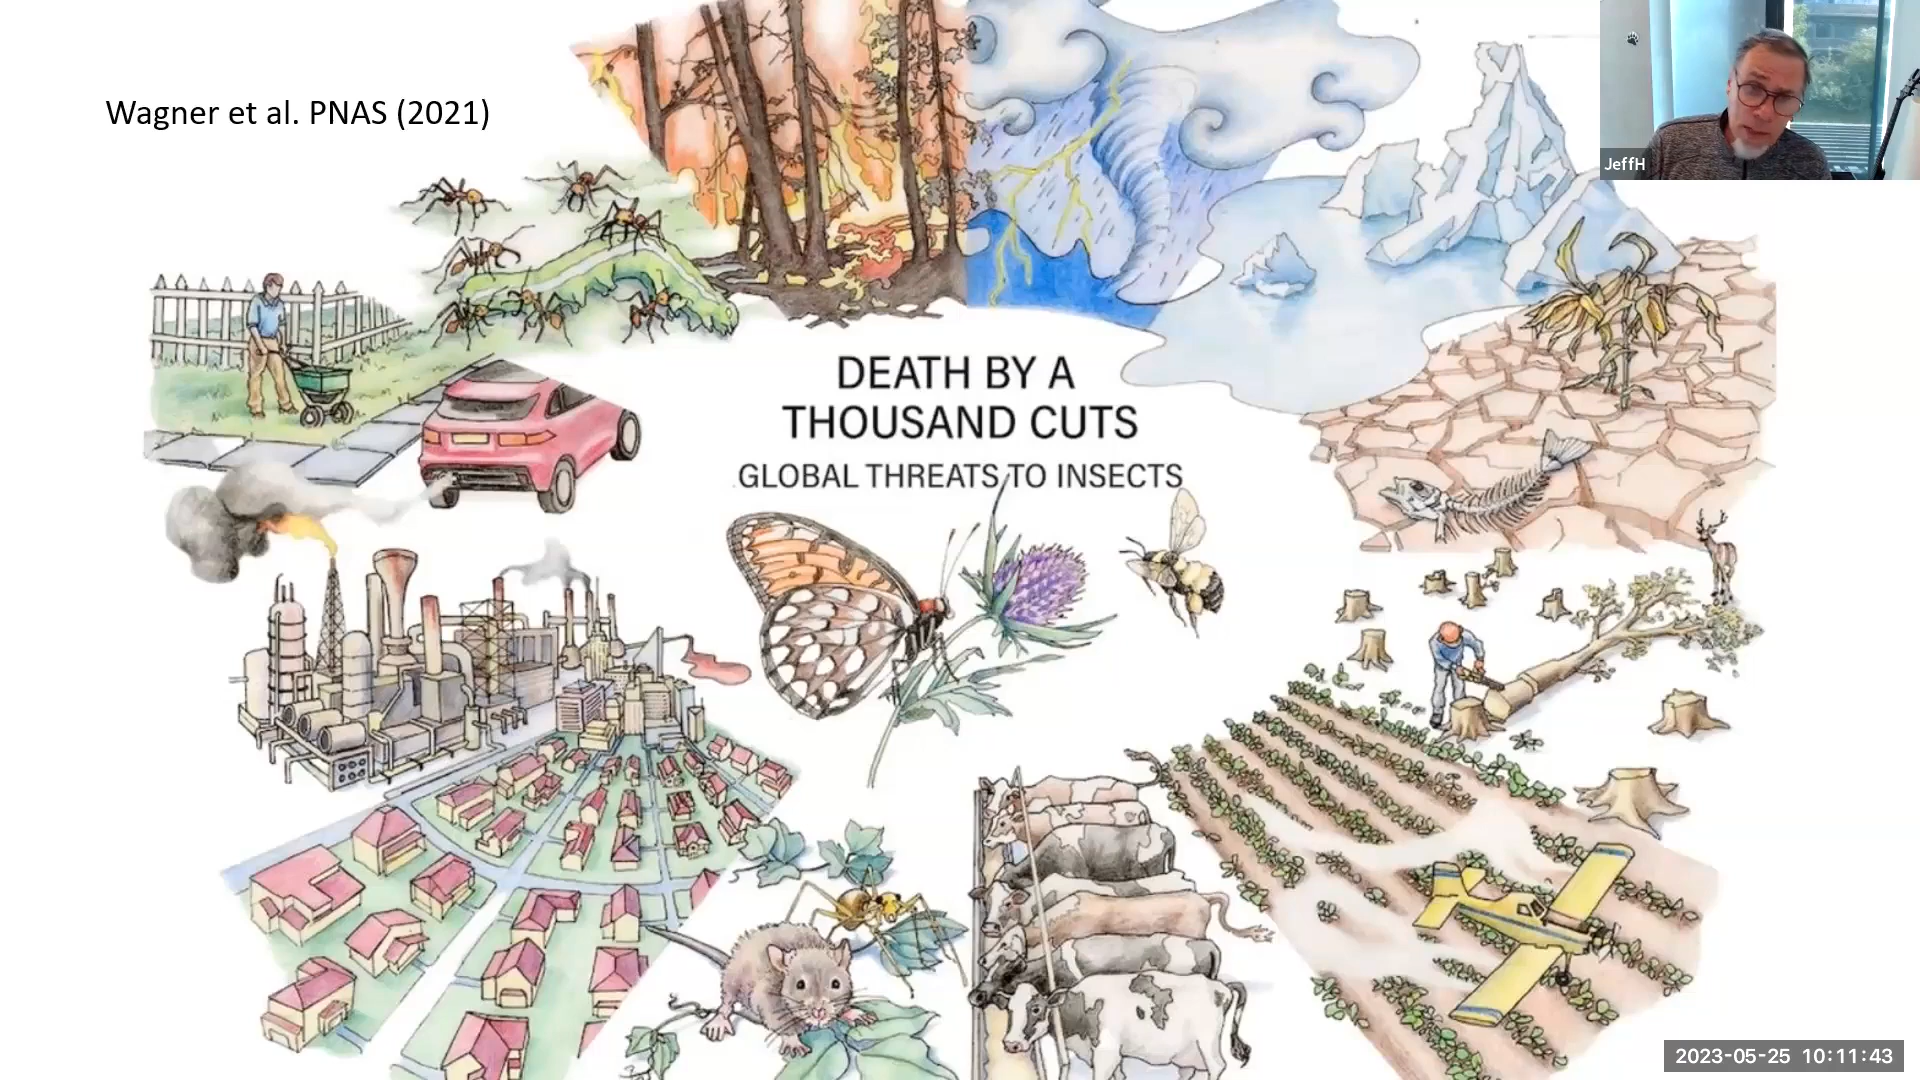 Wagner et al. PNAS (2021)
JeffH
DEATH BY A
THOUSAND CUTS
GLOBAL THREATS TO INSECTS
2023-05-25 10:11:43